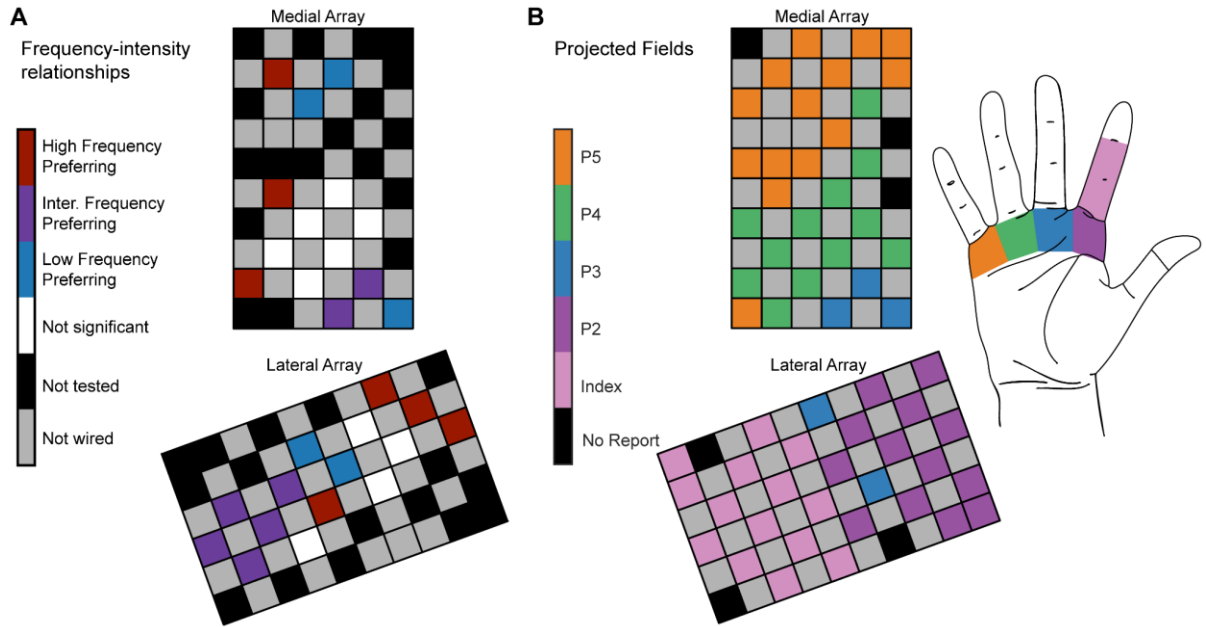 A
Frequency-intensity
relationships
Medial Array
High Frequency
Preferring
Inter. Frequency
Preferring
Low Frequency
Preferring
Not significant
Not tested
Not wired
Lateral Array
B
Projected Fields
Medial Array
P5
P4
P3
P2
Index
No Report
Lateral Array